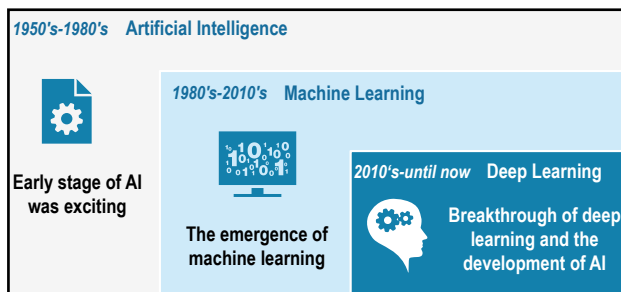 1950's-1980's Artificial Intelligence
Early stage of AI
was exciting
1980's-2010's Machine Learning
The emergence of
machine learning
2010‘s-until now Deep Learning
Breakthrough of deep
learning and the
development of AI